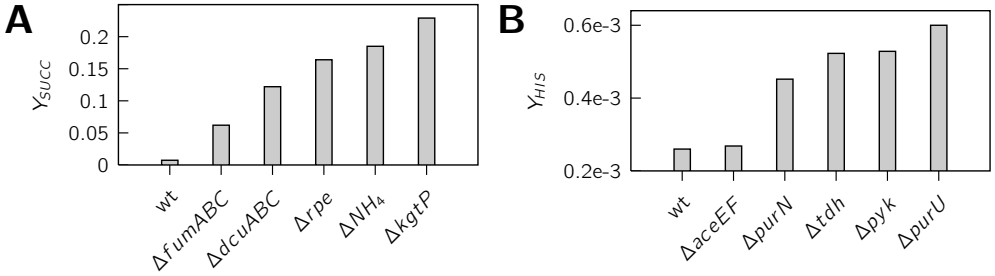 A
Y_SUCC
0.2
0.15
0.1
0.05
0
wt
ΔfumABC
ΔdcuABC
Δrpe
ΔNH₄
ΔkgtP
B
Y_HIS
0.6e-3
0.4e-3
0.2e-3
wt
ΔaceEF
ΔpurN
Δtdh
Δpyk
ΔpurU